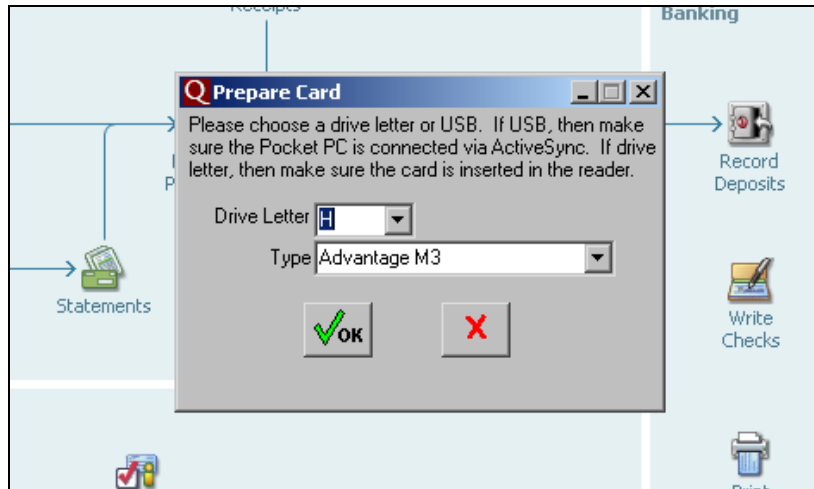 Receipts
Banking
Q Prepare Card
Please choose a drive letter or USB. If USB, then make
sure the Pocket PC is connected via ActiveSync. If drive
letter, then make sure the card is inserted in the reader.
Drive Letter H
Type Advantage M3
OK
X
Statements
Record
Deposits
Write
Checks
Print